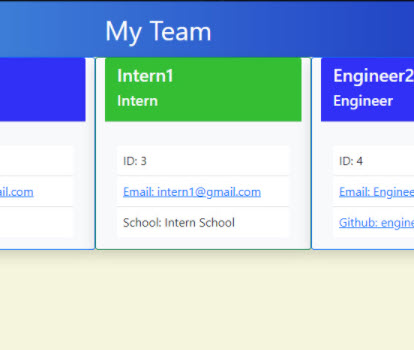 My Team
Intern1
Intern
ID: 3
Email: intern1@gmail.com
School: Intern School
Engineer2
Engineer
ID: 4
Email: Enginee
Github: engine
il.com